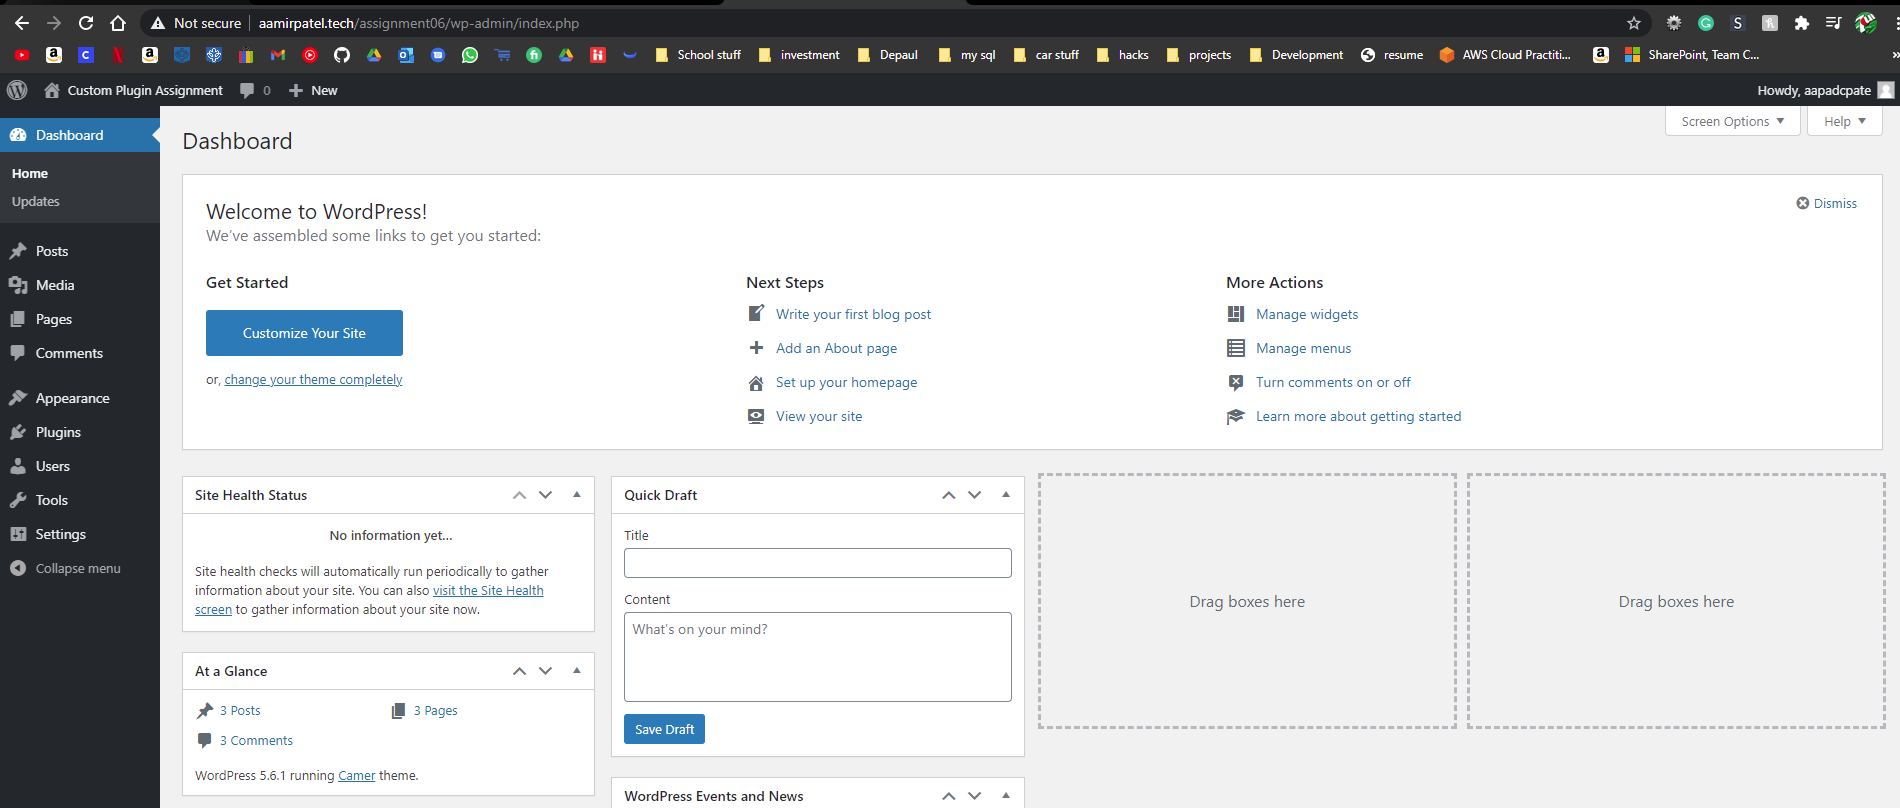 Not secure | aamirpatel.tech/assignment06/wp-admin/index.php
School stuff investment Depaul my sql car stuff hacks projects Development resume AWS Cloud Practiti... SharePoint, Team C...
Custom Plugin Assignment 0 New Howdy, aapadcpate
Dashboard
Home
Updates
Posts
Media
Pages
Comments
Appearance
Plugins
Users
Tools
Settings
Collapse menu
Screen Options Help
Dashboard
Welcome to WordPress!
Dismiss
We've assembled some links to get you started:
Get Started
Customize Your Site
or, change your theme completely
Next Steps
Write your first blog post
Add an About page
Set up your homepage
View your site
More Actions
Manage widgets
Manage menus
Turn comments on or off
Learn more about getting started
Site Health Status
No information yet...
Site health checks will automatically run periodically to gather
information about your site. You can also visit the Site Health
screen to gather information about your site now.
At a Glance
3 Posts 3 Pages
3 Comments
WordPress 5.6.1 running Camer theme.
Quick Draft
Title
Content
What's on your mind?
Save Draft
WordPress Events and News
Drag boxes here
Drag boxes here